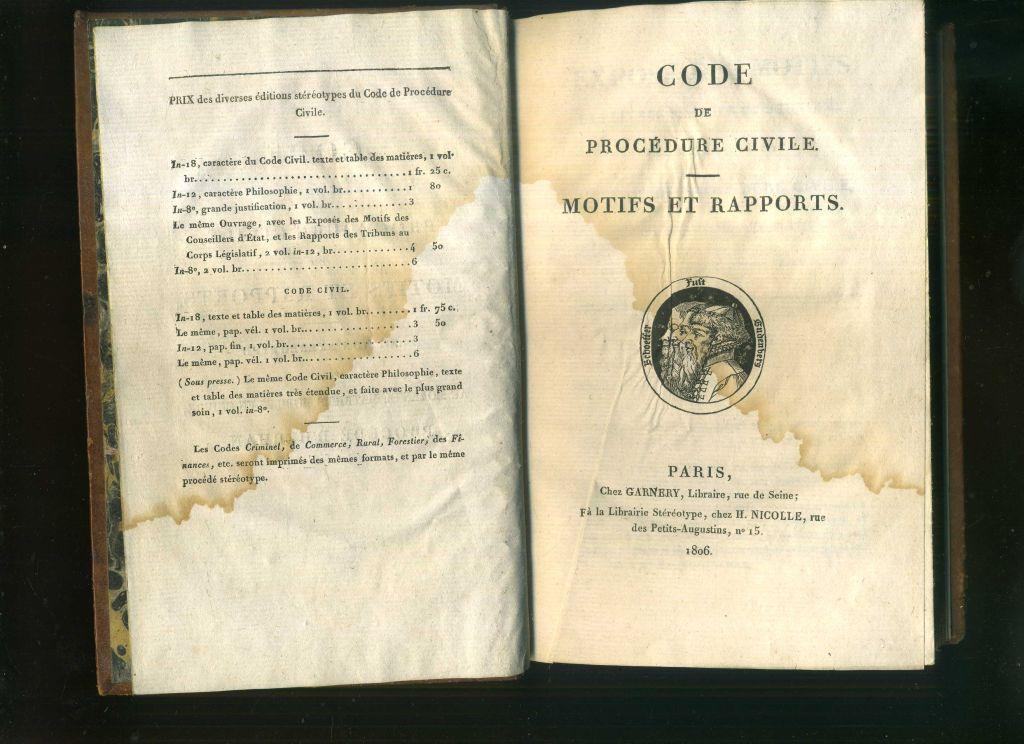 PRIX des diverses éditions stéréotypes du Code de Procédure
Civile.
In-18, caractère du Code Civil. texte et table des matières, 1 vol.
br. . . . . . . . . . . . . . . . . . . . . . . . . . . . . . 1 fr. 25 c.
In-12, caractère Philosophie, 1 vol. br. . . . . . . . . . . 1 80
In-8º, grande justification, 1 vol. br. . . . . . . . . . . . 3
Le même Ouvrage, avec les Exposés des Motifs des
Conseillers d'État, et les Rapports des Tribuns au
Corps Législatif, 2 vol. in-12, br. . . . . . . . . . . . . 4 50
In-8º, 2 vol. br. . . . . . . . . . . . . . . . . . . . . . . . 6
CODE CIVIL.
In-18, texte et table des matières, 1 vol. br. . . . . . . . 1 fr. 75 c.
Le même, pap. vél. 1 vol. br. . . . . . . . . . . . . . . . . 3 50
In-12, pap. fin, 1 vol. br. . . . . . . . . . . . . . . . . . . 3
Le même, pap. vél. 1 vol. br. . . . . . . . . . . . . . . . . 6
(Sous presse.) Le même Code Civil, caractère Philosophie, texte
et table des matières très étendue, et faite avec le plus grand
soin, 1 vol. in-8º.
Les Codes Criminel, de Commerce, Rural, Forestier, des Fi-
nances, etc. seront imprimés des mêmes formats, et par le même
procédé stéréotype.
CODE
DE
PROCÉDURE CIVILE.
MOTIFS ET RAPPORTS.
Fust
Schoeffer
Gudenberg
PARIS,
Chez GARNERY, Libraire, rue de Seine;
Et à la Librairie Stéréotype, chez H. NICOLLE, rue
des Petits-Augustins, nº 15.
1806.